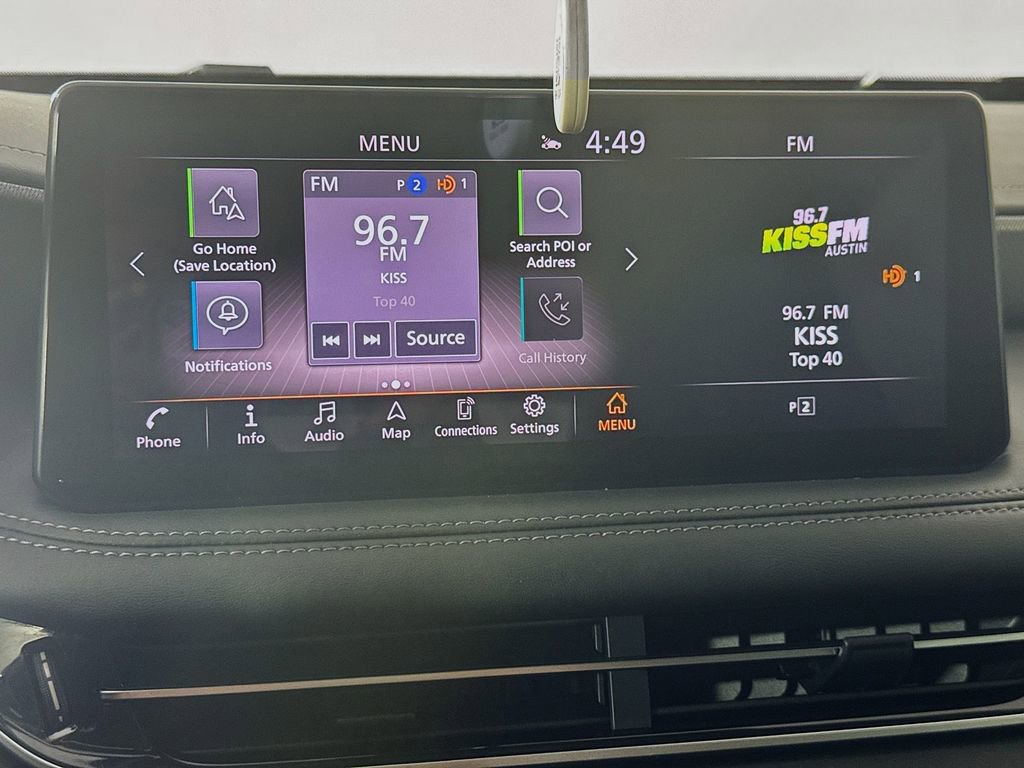 MENU
4:49
FM
Go Home
(Save Location)
Notifications
FM P 2 HD 1
96.7
FM
KISS
Top 40
Source
Search POI or
Address
Call History
96.7
KISSFM
AUSTIN
HD 1
96.7 FM
KISS
Top 40
P2
Phone
Info
Audio
Map
Connections
Settings
MENU